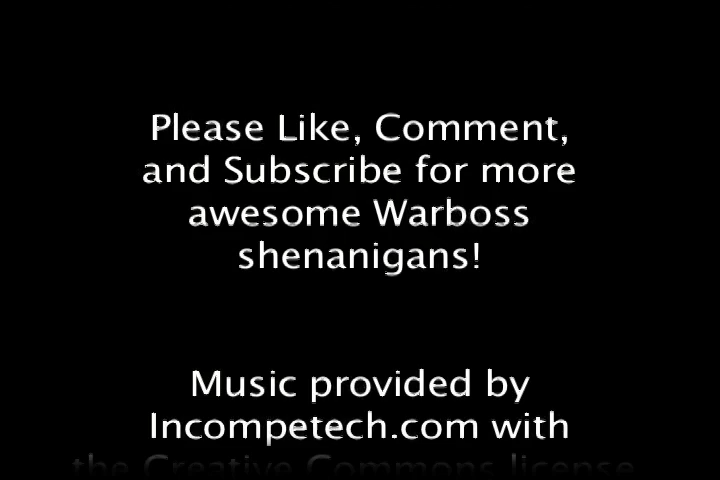 Please Like, Comment,
and Subscribe for more
awesome Warboss
shenanigans!
Music provided by
Incompetech.com with
the Creative Commons license